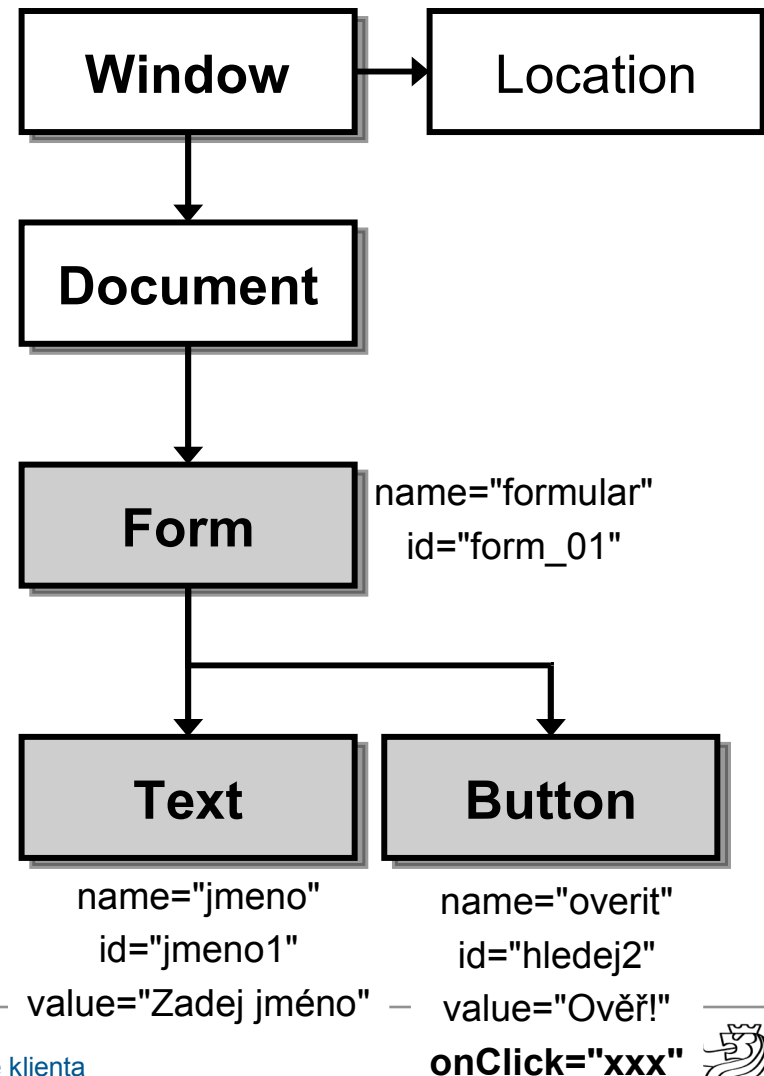 Window
Location
Document
Form
name="formular"
id="form_01"
Text
Button
name="jmeno"
id="jmeno1"
value="Zadej jméno"
name="overit"
id="hledej2"
value="Ověř!"
onClick="xxx"
klienta